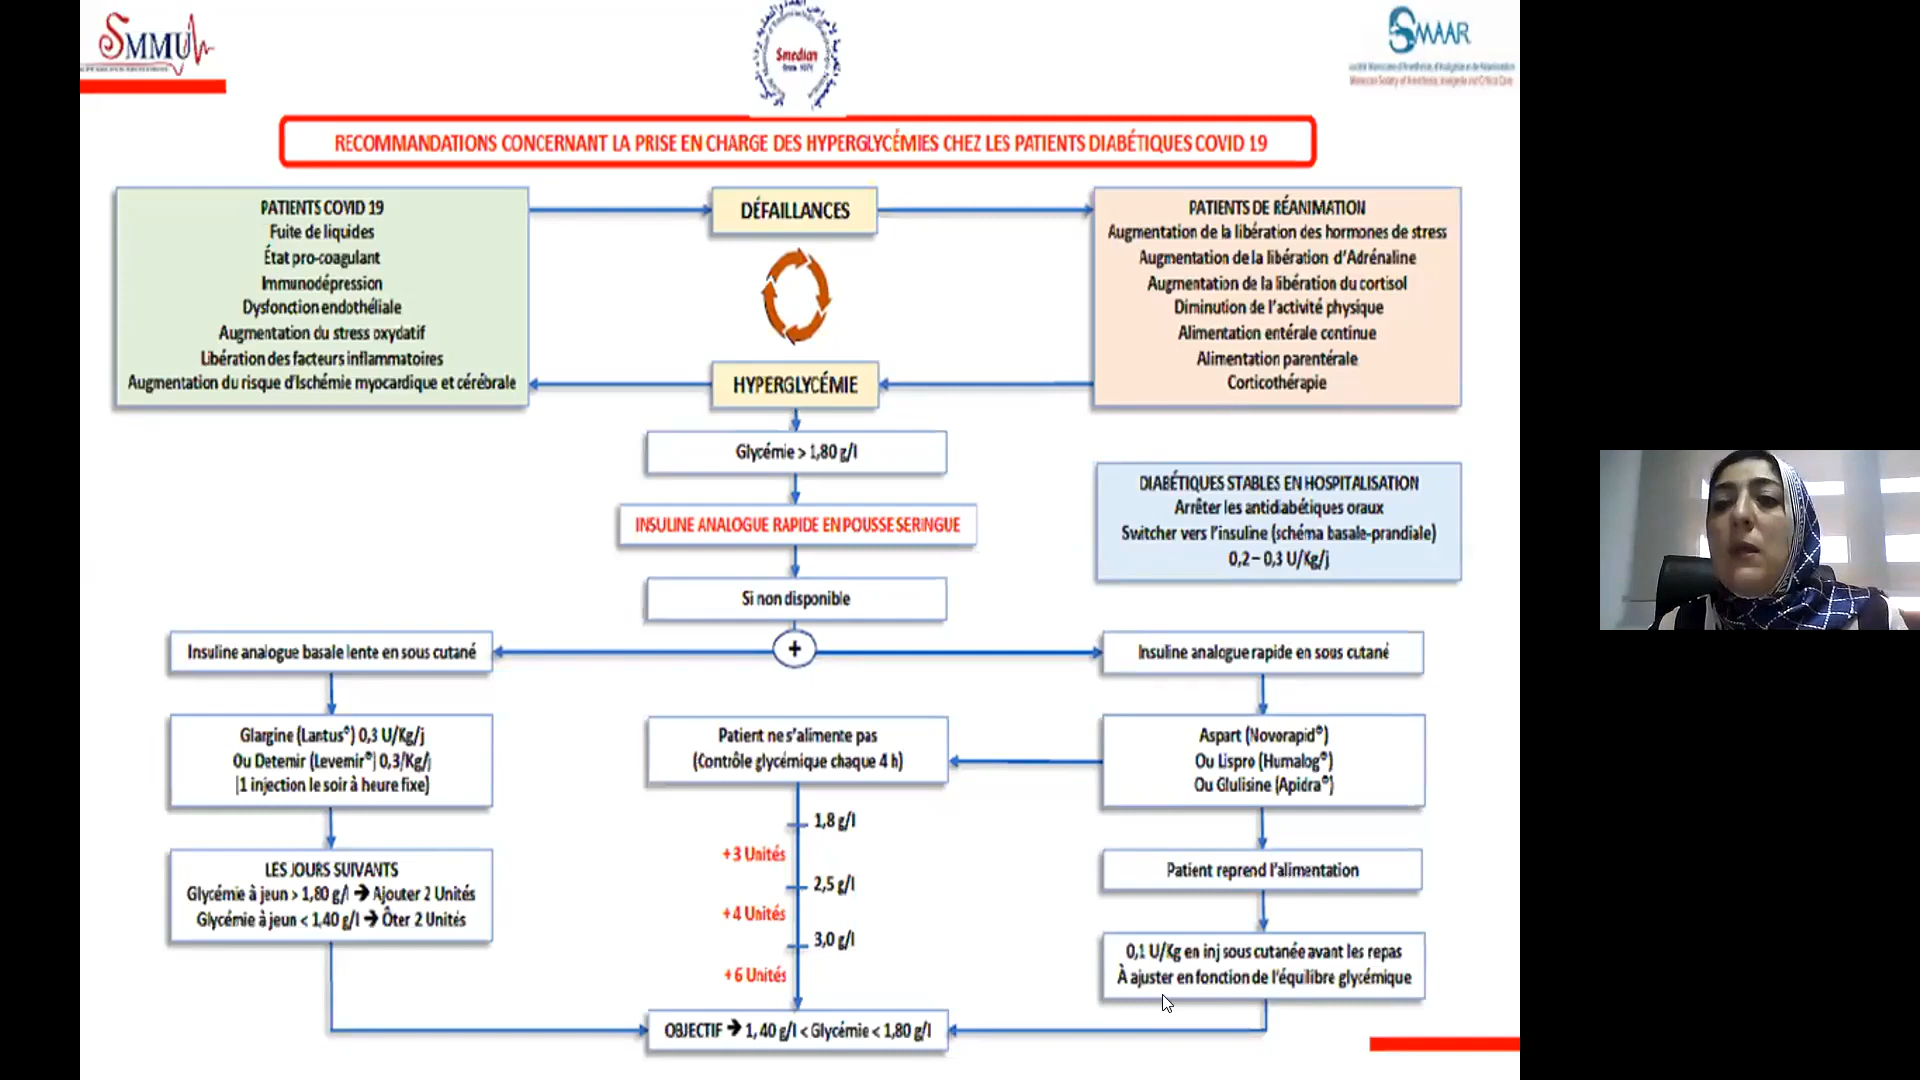 SMMU
Smedian
Depuis 1976
SMAAR
Moroccan Society of Anesthesia, Analgesia and Critical Care
RECOMMANDATIONS CONCERNANT LA PRISE EN CHARGE DES HYPERGLYCÉMIES CHEZ LES PATIENTS DIABÉTIQUES COVID 19
PATIENTS COVID 19
Fuite de liquides
État pro-coagulant
Immunodépression
Dysfonction endothéliale
Augmentation du stress oxydatif
Libération des facteurs inflammatoires
Augmentation du risque d'Ischémie myocardique et cérébrale
DÉFAILLANCES
HYPERGLYCÉMIE
PATIENTS DE RÉANIMATION
Augmentation de la libération des hormones de stress
Augmentation de la libération d'Adrénaline
Augmentation de la libération du cortisol
Diminution de l'activité physique
Alimentation entérale continue
Alimentation parentérale
Corticothérapie
Glycémie > 1,80 g/l
INSULINE ANALOGUE RAPIDE EN POUSSE SERINGUE
Si non disponible
+
DIABÉTIQUES STABLES EN HOSPITALISATION
Arrêter les antidiabétiques oraux
Switcher vers l'insuline (schéma basale-prandiale)
0,2 – 0,3 U/Kg/j
Insuline analogue basale lente en sous cutané
Glargine (Lantus®) 0,3 U/Kg/j
Ou Detemir (Levemir®) 0,3/Kg/j
(1 injection le soir à heure fixe)
LES JOURS SUIVANTS
Glycémie à jeun > 1,80 g/l ➔ Ajouter 2 Unités
Glycémie à jeun < 1,40 g/l ➔ Ôter 2 Unités
Patient ne s'alimente pas
(Contrôle glycémique chaque 4 h)
1,8 g/l
+3 Unités
2,5 g/l
+4 Unités
3,0 g/l
+6 Unités
OBJECTIF ➔ 1, 40 g/l < Glycémie < 1,80 g/l
Insuline analogue rapide en sous cutané
Aspart (Novorapid®)
Ou Lispro (Humalog®)
Ou Glulisine (Apidra®)
Patient reprend l'alimentation
0,1 U/Kg en inj sous cutanée avant les repas
À ajuster en fonction de l'équilibre glycémique